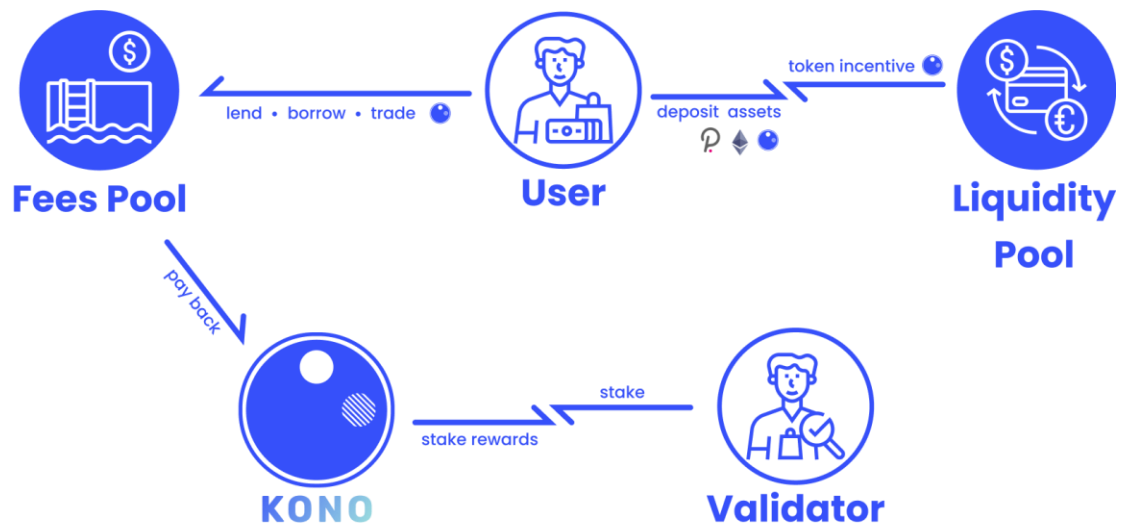 token incentive
lend • borrow • trade
deposit assets
Fees Pool
User
Liquidity
Pool
pay back
stake
stake rewards
KONO
Validator